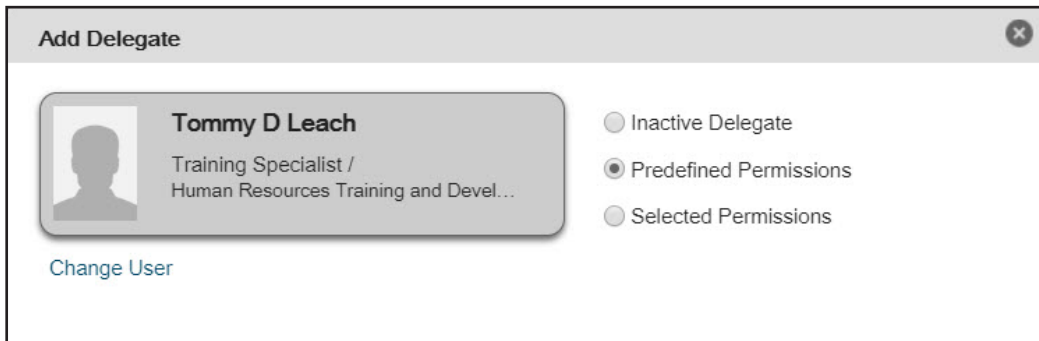 Add Delegate
Tommy D Leach
Training Specialist /
Human Resources Training and Devel...
Change User
Inactive Delegate
Predefined Permissions
Selected Permissions